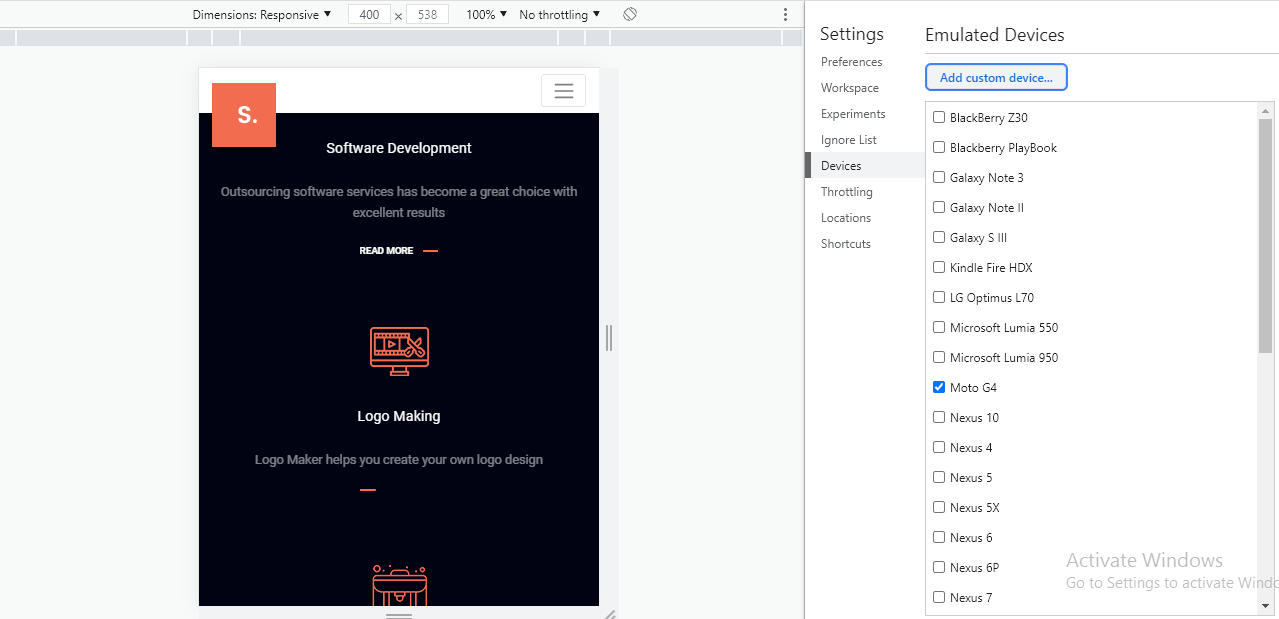 Dimensions: Responsive ▼ 400 × 538 100% ▼ No throttling ▼
S.
Software Development
Outsourcing software services has become a great choice with
excellent results
READ MORE
Logo Making
Logo Maker helps you create your own logo design
Settings
Preferences
Workspace
Experiments
Ignore List
Devices
Throttling
Locations
Shortcuts
Emulated Devices
Add custom device...
BlackBerry Z30
Blackberry PlayBook
Galaxy Note 3
Galaxy Note II
Galaxy S III
Kindle Fire HDX
LG Optimus L70
Microsoft Lumia 550
Microsoft Lumia 950
Moto G4
Nexus 10
Nexus 4
Nexus 5
Nexus 5X
Nexus 6
Nexus 6P
Nexus 7
Activate Windows
Go to Settings to activate Windo